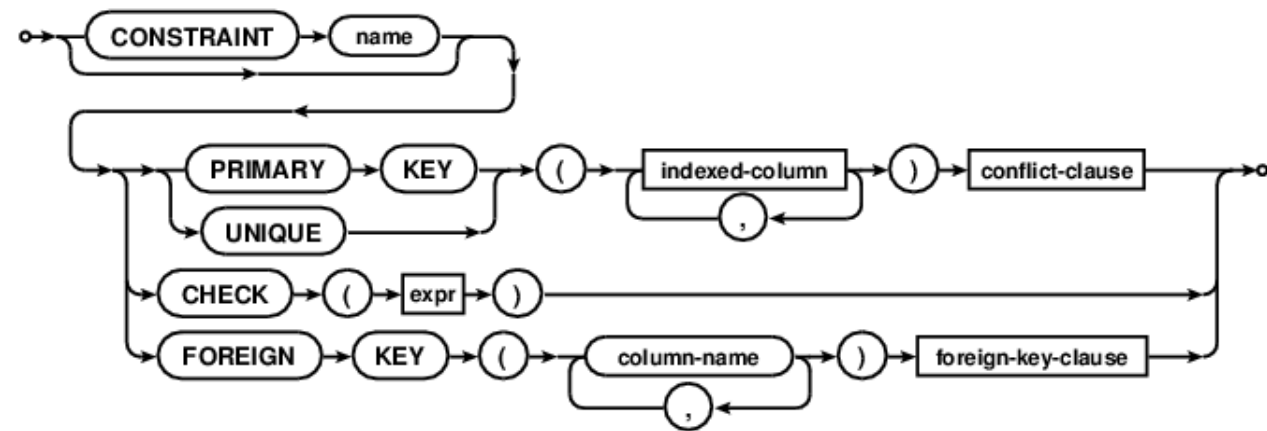 CONSTRAINT name
PRIMARY KEY ( indexed-column ) conflict-clause
,
UNIQUE
CHECK ( expr )
FOREIGN KEY ( column-name ) foreign-key-clause
,